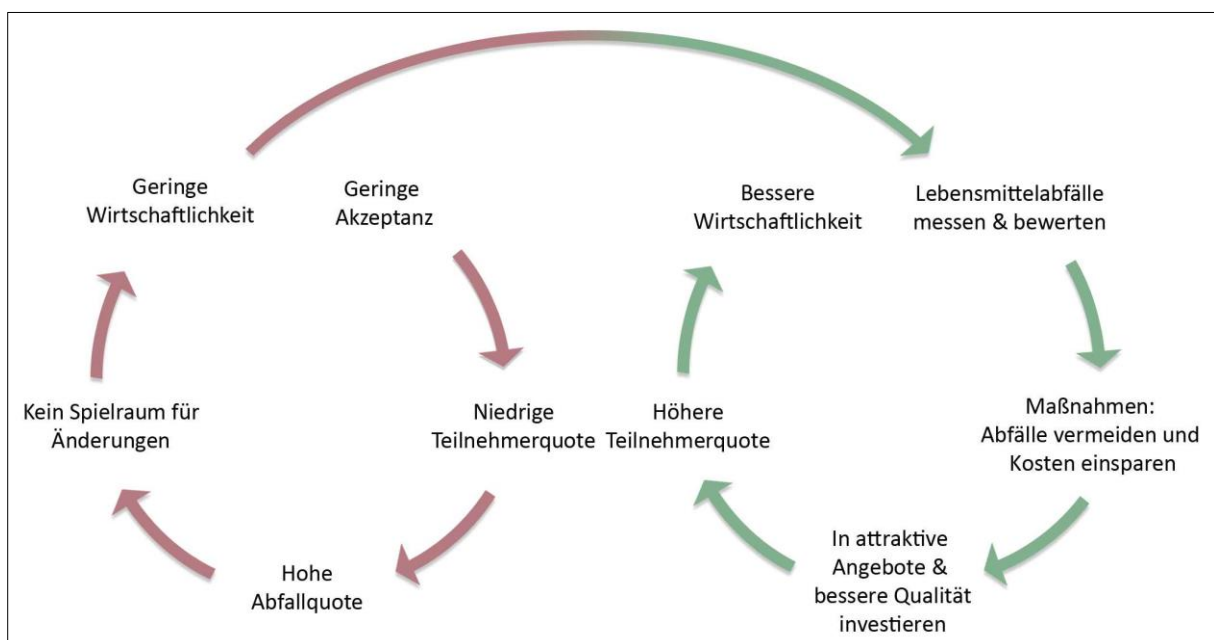 Geringe
Wirtschaftlichkeit
Geringe
Akzeptanz
Niedrige
Teilnehmerquote
Hohe
Abfallquote
Kein Spielraum für
Änderungen
Bessere
Wirtschaftlichkeit
Lebensmittelabfälle
messen & bewerten
Maßnahmen:
Abfälle vermeiden und
Kosten einsparen
In attraktive
Angebote &
bessere Qualität
investieren
Höhere
Teilnehmerquote